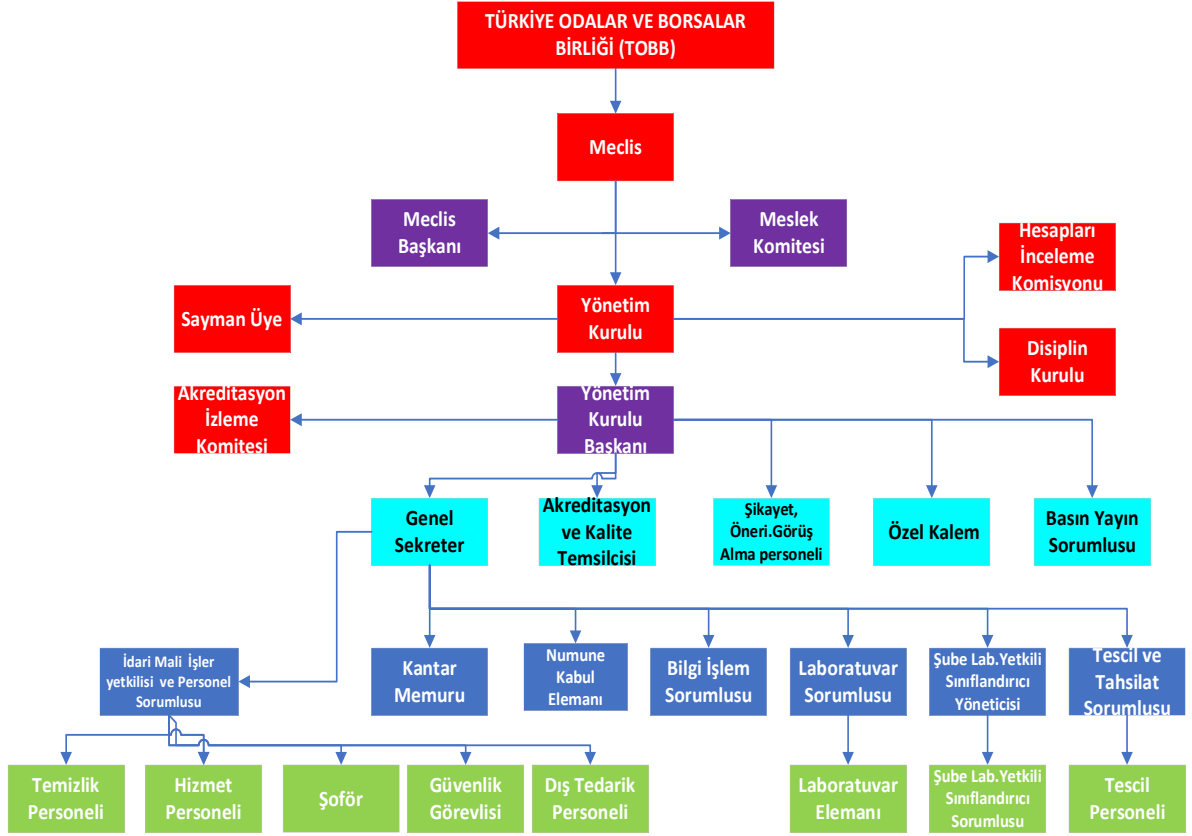 TÜRKİYE ODALAR VE BORSALAR
BİRLİĞİ (TOBB)
Meclis
Meclis
Başkanı
Meslek
Komitesi
Hesapları
İnceleme
Komisyonu
Sayman Üye
Yönetim
Kurulu
Disiplin
Kurulu
Akreditasyon
İzleme
Komitesi
Yönetim
Kurulu
Başkanı
Genel
Sekreter
Akreditasyon
ve Kalite
Temsilcisi
Şikayet,
Öneri.Görüş
Alma personeli
Özel Kalem
Basın Yayın
Sorumlusu
İdari Mali İşler
yetkilisi ve Personel
Sorumlusu
Kantar
Memuru
Numune
Kabul
Elemanı
Bilgi İşlem
Sorumlusu
Laboratuvar
Sorumlusu
Şube Lab.Yetkili
Sınıflandırıcı
Yöneticisi
Tescil ve
Tahsilat
Sorumlusu
Temizlik
Personeli
Hizmet
Personeli
Şoför
Güvenlik
Görevlisi
Dış Tedarik
Personeli
Laboratuvar
Elemanı
Şube Lab.Yetkili
Sınıflandırıcı
Sorumlusu
Tescil
Personeli